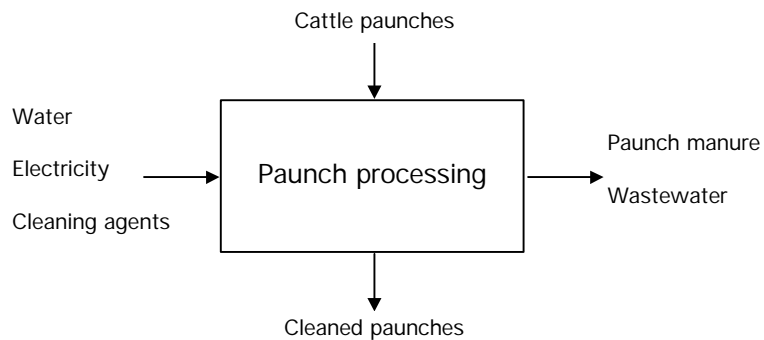 Cattle paunches
Water
Electricity
Cleaning agents
Paunch processing
Paunch manure
Wastewater
Cleaned paunches